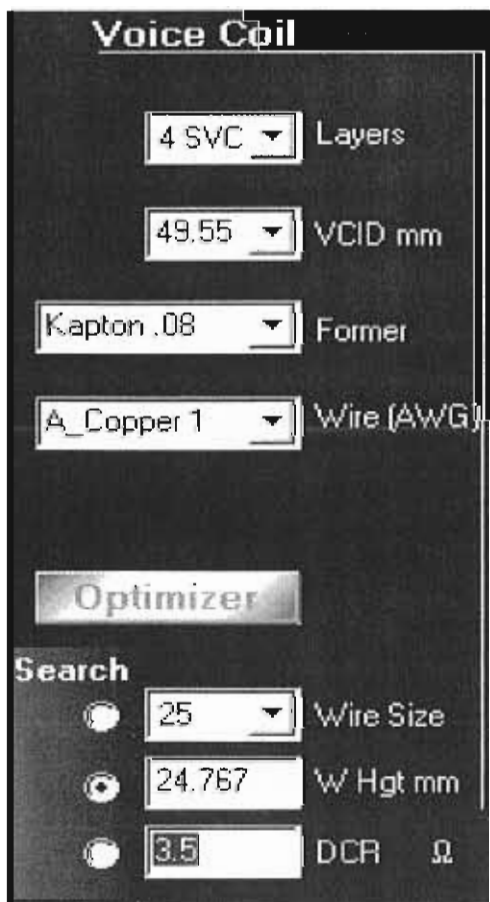 Voice Coil
4 SVC Layers
49.55 VCID mm
Kapton .08 Former
A_Copper 1 Wire (AWG)
Optimizer
Search
25 Wire Size
24.767 W Hgt mm
3.5 DCR Ω